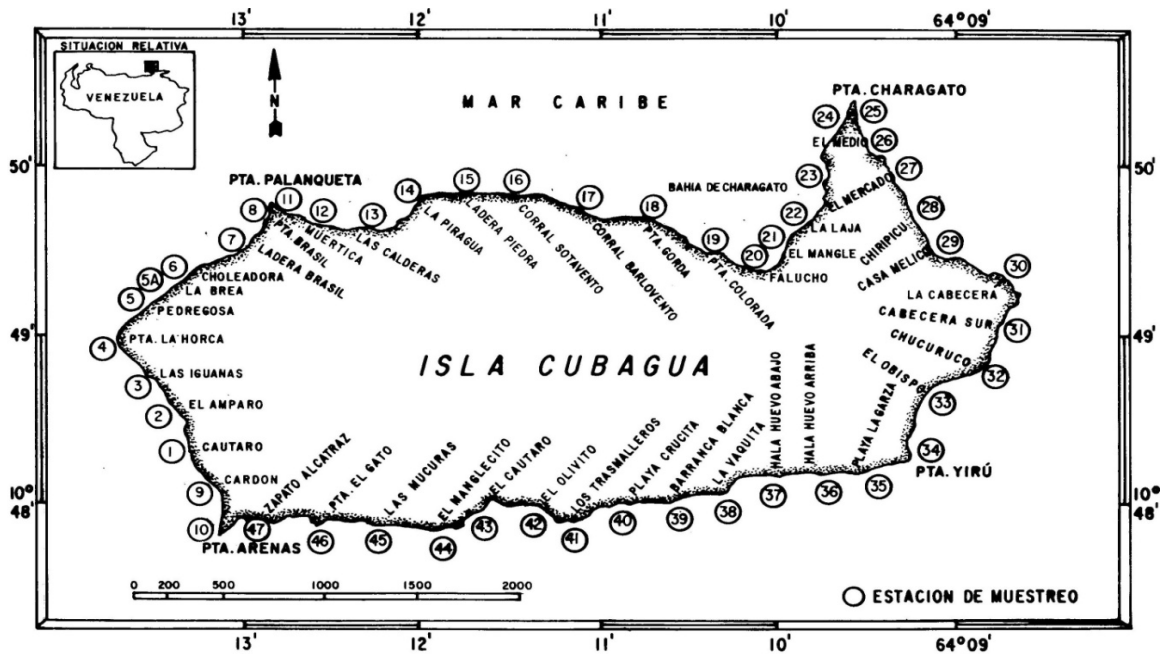 13'
12'
11'
10'
64°09'
SITUACION RELATIVA
VENEZUELA
N
MAR CARIBE
PTA. CHARAGATO
24
25
EL MEDIO
26
50'
50'
23
27
EL MERCADO
BAHIA DE CHARAGATO
PTA. PALANQUETA
8
11
12
13
14
15
16
17
18
19
20
21
22
28
29
30
MUERTICA
PTA. BRASIL
LADERA BRASIL
LAS CALDERAS
LA PIRAGUA
LADERA PIEDRA
CORRAL SOTAVENTO
CORRAL BARLOVENTO
PTA. GORDA
PTA. COLORADA
FALUCHO
EL MANGLE
LA LAJA
CHIRIPICU
CASA MELICO
LA CABECERA
7
6
5A
5
CHOLEADORA
LA BREA
PEDREGOSA
49'
49'
4
PTA. LA HORCA
CABECERA SUR
31
CHUCURUCO
32
ISLA CUBAGUA
LAS IGUANAS
3
EL AMPARO
2
CAUTARO
1
CARDON
9
10
PTA. ARENAS
EL OBISPO
33
34
PTA. YIRÚ
ZAPATO ALCATRAZ
PTA. EL GATO
LAS MUCURAS
EL MANGLECITO
EL CAUTARO
EL OLIVITO
LOS TRASMALLEROS
PLAYA CRUCITA
BARRANCA BLANCA
LA VAQUITA
HALA HUEVO ABAJO
HALA HUEVO ARRIBA
PLAYA LA GARZA
10°
48'
10°
48'
47
46
45
44
43
42
41
40
39
38
37
36
35
0 200 500 1000 1500 2000
ESTACION DE MUESTREO
13'
12'
11'
10'
64°09'